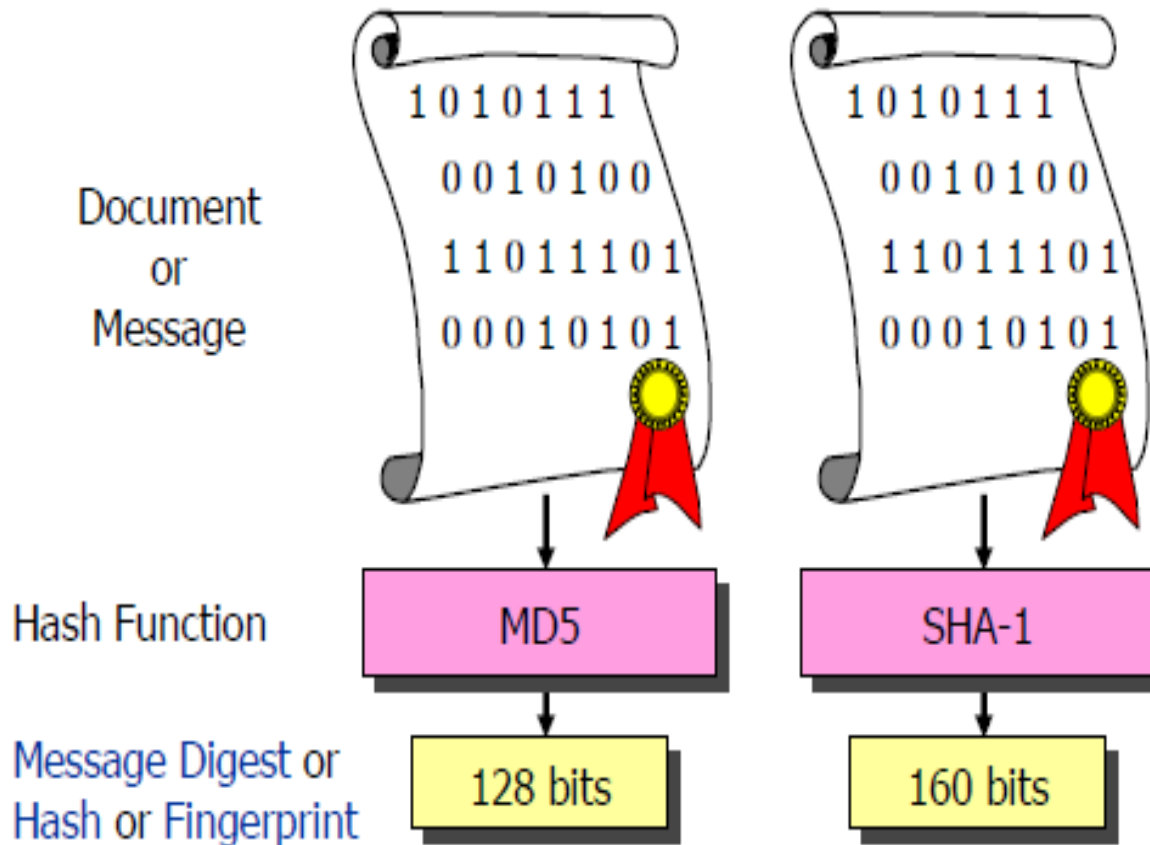 Document
or
Message
1 0 1 0 1 1 1
0 0 1 0 1 0 0
1 1 0 1 1 1 0 1
0 0 0 1 0 1 0 1
1 0 1 0 1 1 1
0 0 1 0 1 0 0
1 1 0 1 1 1 0 1
0 0 0 1 0 1 0 1
Hash Function
MD5
SHA-1
Message Digest or
Hash or Fingerprint
128 bits
160 bits